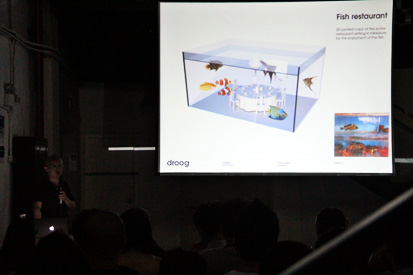 Fish restaurant
3D printed copy of the entire
restaurant setting in miniature
for the enjoyment of the fish.
droog